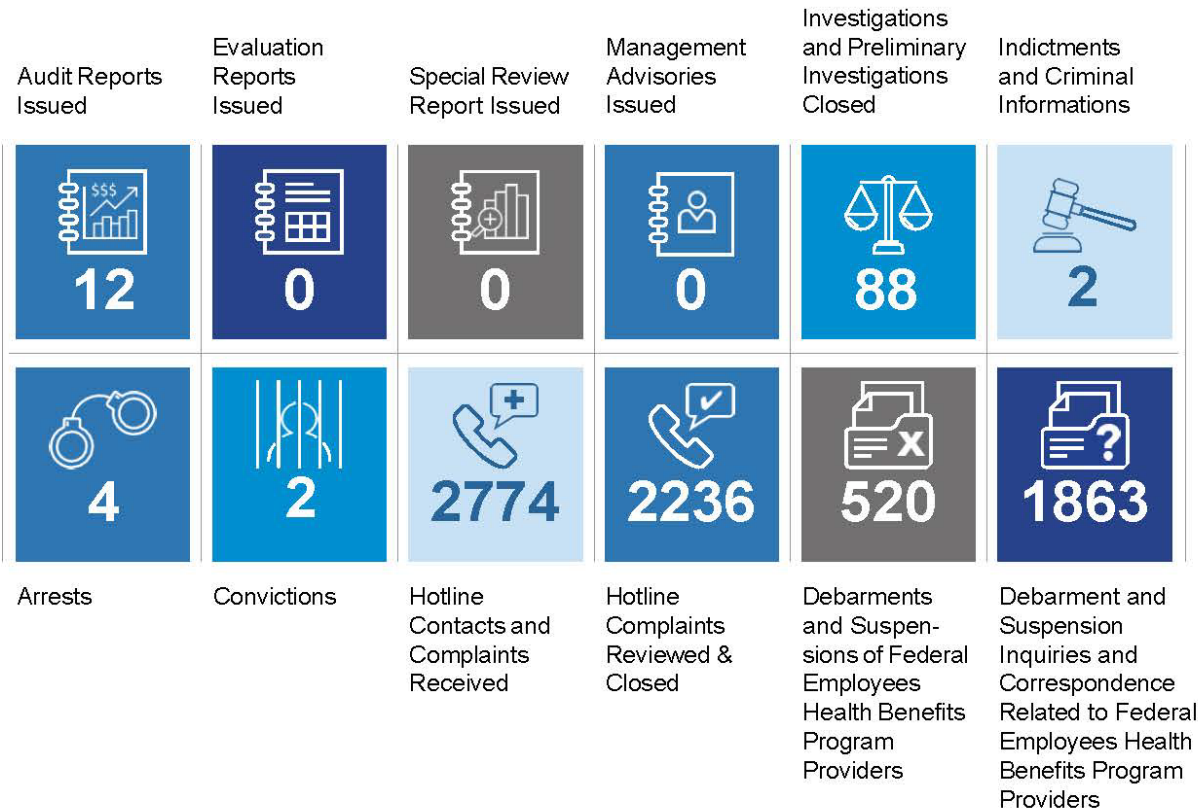 Audit Reports
Issued
Evaluation
Reports
Issued
Special Review
Report Issued
Management
Advisories
Issued
Investigations
and Preliminary
Investigations
Closed
Indictments
and Criminal
Informations
$$$
12
0
0
0
88
2
4
2
2774
2236
X
520
?
1863
Arrests
Convictions
Hotline
Contacts and
Complaints
Received
Hotline
Complaints
Reviewed &
Closed
Debarments
and Suspen-
sions of Federal
Employees
Health Benefits
Program
Providers
Debarment and
Suspension
Inquiries and
Correspondence
Related to Federal
Employees Health
Benefits Program
Providers